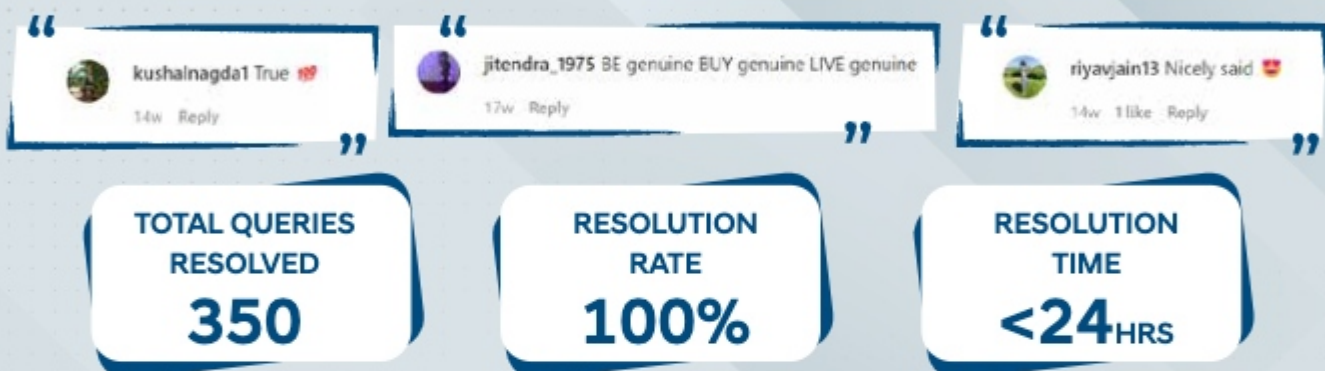 “
kushalnagda1 True 💯
14w Reply
”
“
jitendra_1975 BE genuine BUY genuine LIVE genuine
17w Reply
”
“
riyavjain13 Nicely said 😍
14w 1 like Reply
”
TOTAL QUERIES
RESOLVED
350
RESOLUTION
RATE
100%
RESOLUTION
TIME
<24HRS